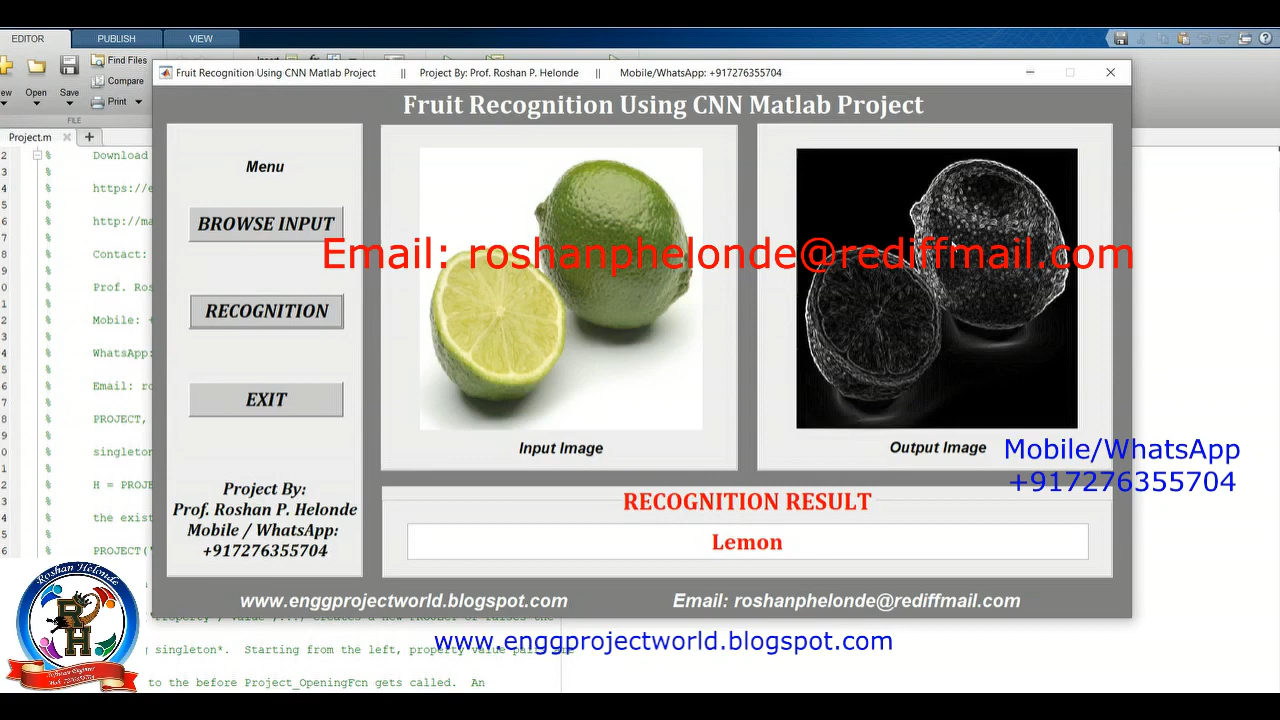 EDITOR PUBLISH VIEW
Find Files
Compare
Print
Open Save
FILE
Project.m
Fruit Recognition Using CNN Matlab Project || Project By: Prof. Roshan P. Helonde || Mobile/WhatsApp: +917276355704
Fruit Recognition Using CNN Matlab Project
Menu
BROWSE INPUT
RECOGNITION
EXIT
Project By:
Prof. Roshan P. Helonde
Mobile / WhatsApp:
+917276355704
Email: roshanphelonde@rediffmail.com
Input Image
Output Image
Mobile/WhatsApp
+917276355704
RECOGNITION RESULT
Lemon
www.enggprojectworld.blogspot.com
Email: roshanphelonde@rediffmail.com
www.enggprojectworld.blogspot.com
% Download
%
% https://e
%
% http://ma
%
% Contact:
%
% Prof. Ros
%
% Mobile: +
%
% WhatsApp:
%
% Email: ro
% PROJECT,
% singleton
% H = PROJE
% the exist
% PROJECT('
singleton*. Starting from the left, property value
to the before Project_OpeningFcn gets called. An
Roshan Helonde
RH